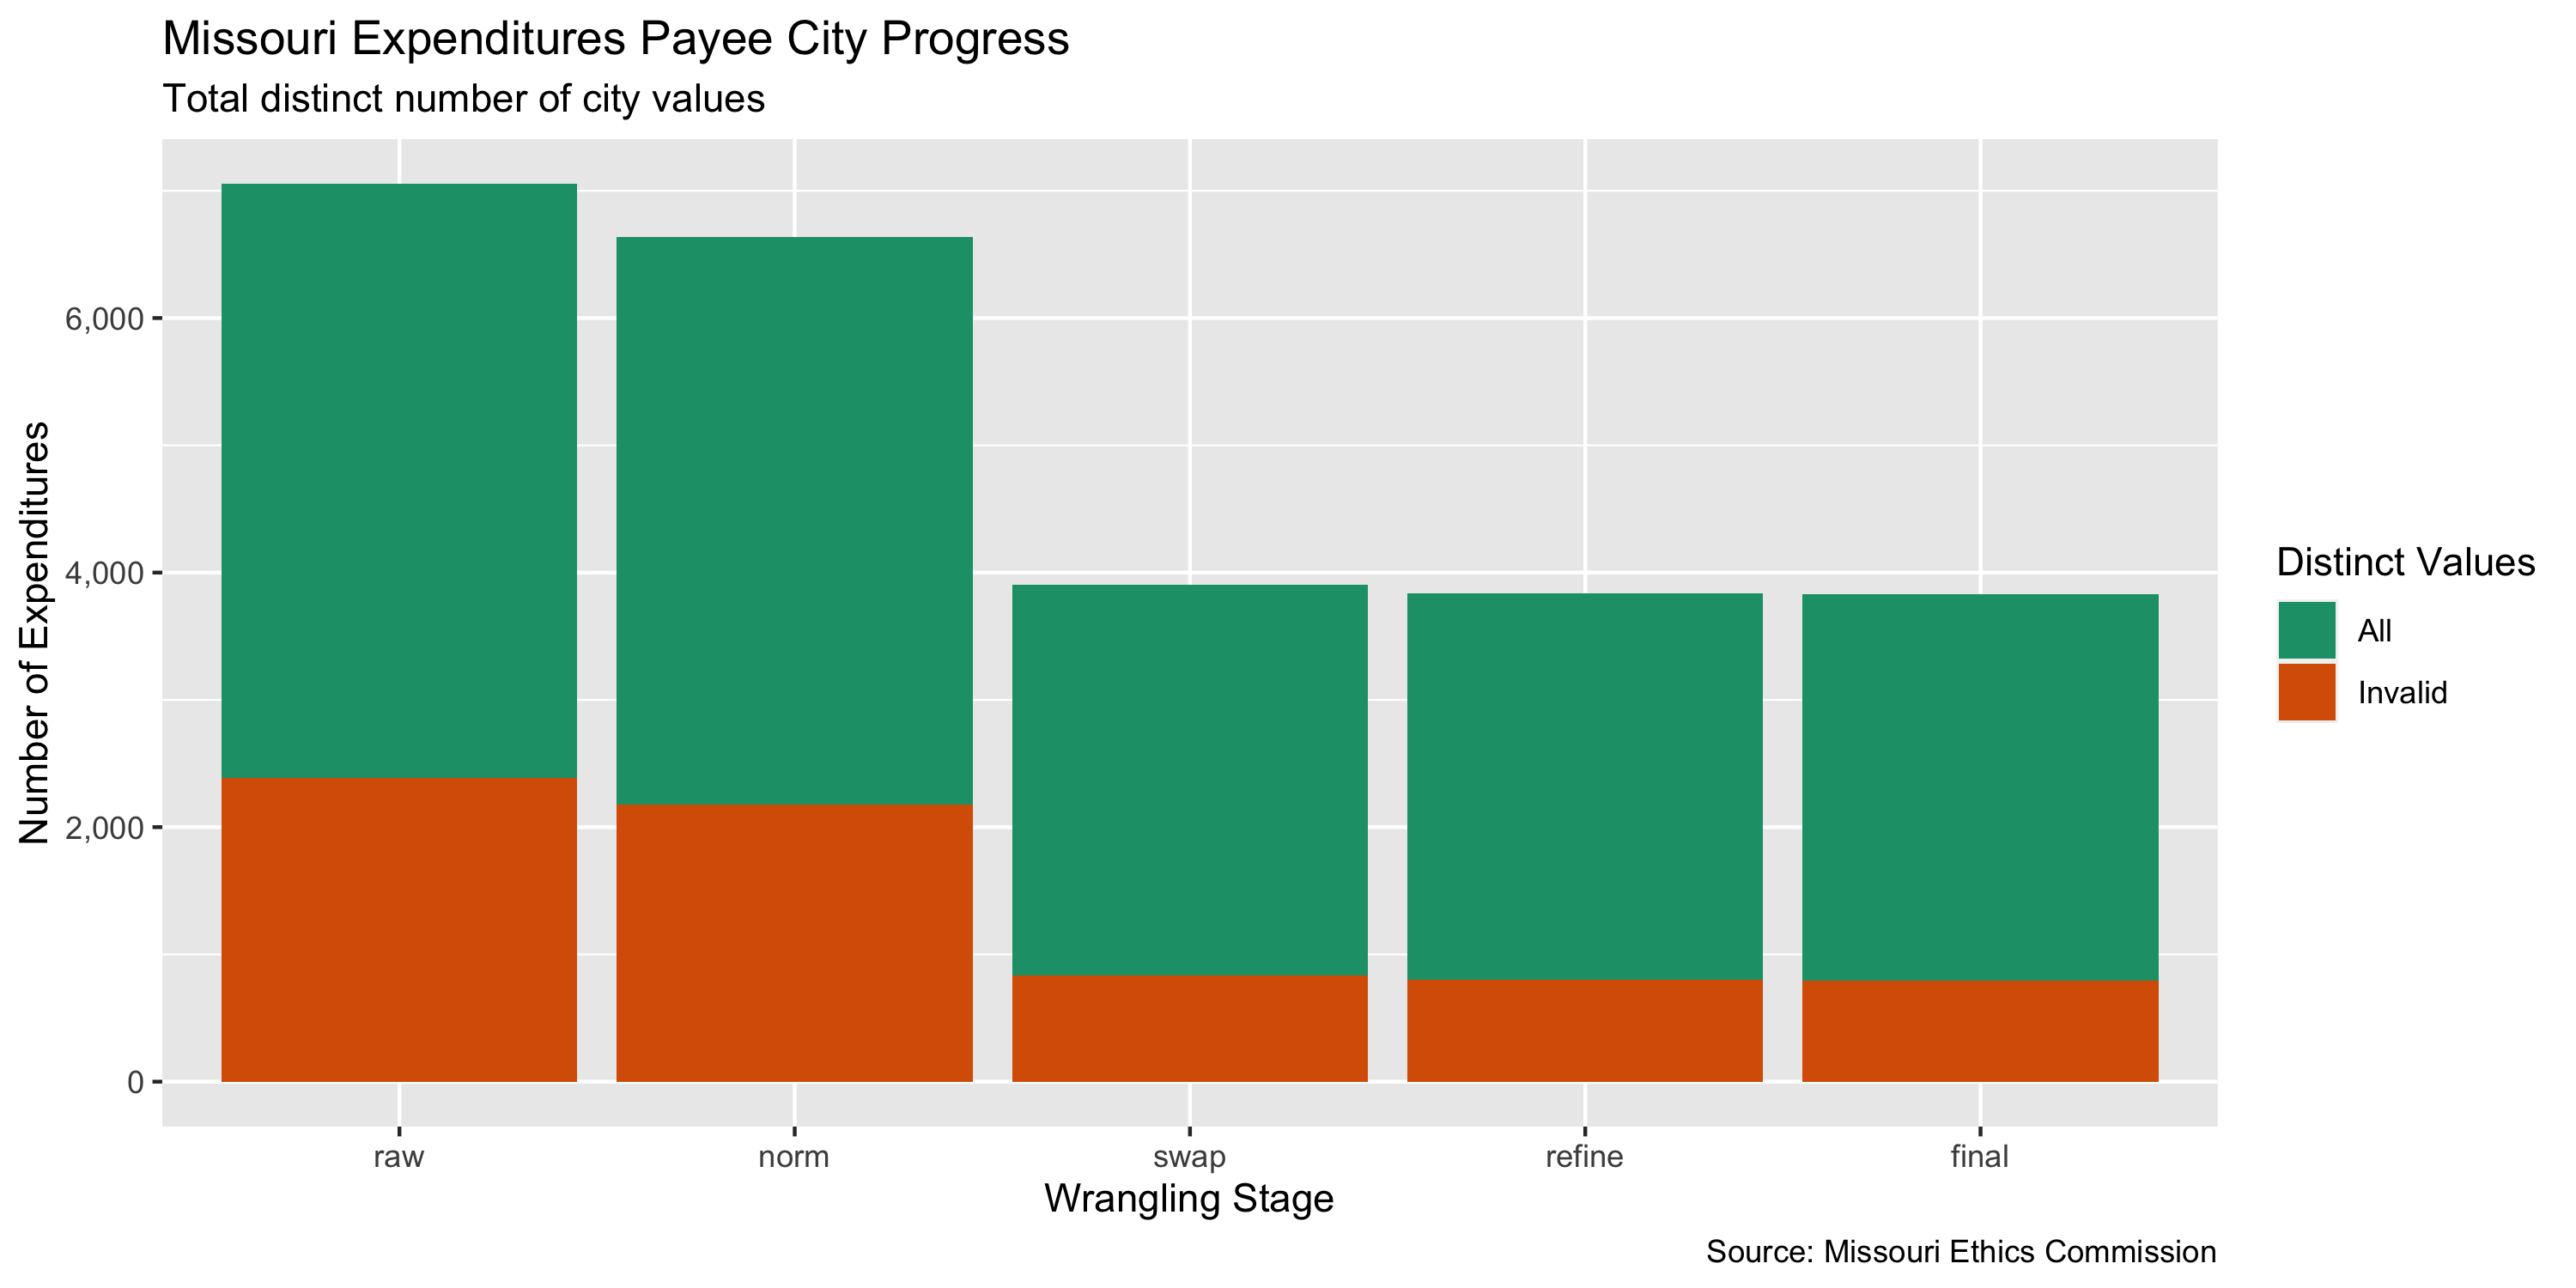 Missouri Expenditures Payee City Progress
Total distinct number of city values
Number of Expenditures
6,000
4,000
2,000
0
raw
norm
swap
refine
final
Wrangling Stage
Distinct Values
All
Invalid
Source: Missouri Ethics Commission